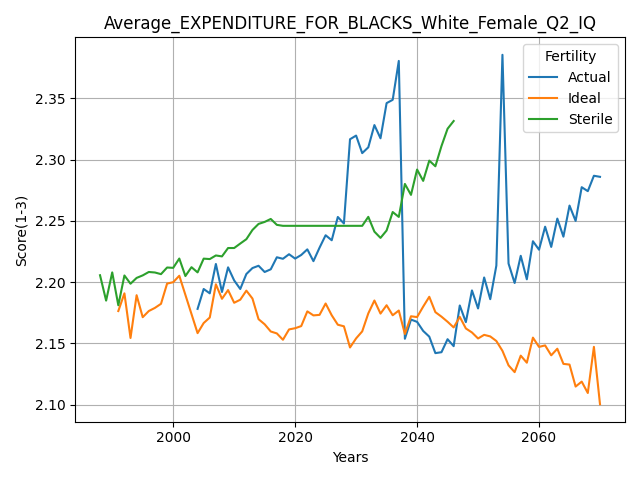 Average_EXPENDITURE_FOR_BLACKS_White_Female_Q2_IQ
Fertility
Actual
Ideal
Sterile
Score(1-3)
2.35
2.30
2.25
2.20
2.15
2.10
2000
2020
2040
2060
Years